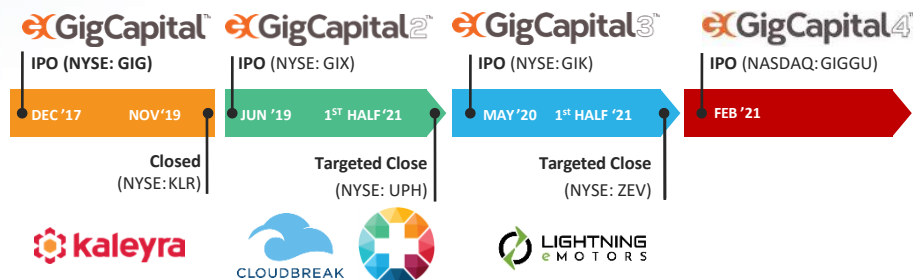 GigCapital™
IPO (NYSE: GIG)
DEC '17 NOV'19
Closed
(NYSE: KLR)
kaleyra
GigCapital2™
IPO (NYSE: GIX)
JUN '19 1ST HALF'21
Targeted Close
(NYSE: UPH)
CLOUDBREAK
GigCapital3™
IPO (NYSE: GIK)
MAY'20 1st HALF '21
Targeted Close
(NYSE: ZEV)
LIGHTNING
eMOTORS
GigCapital4™
IPO (NASDAQ: GIGGU)
FEB '21